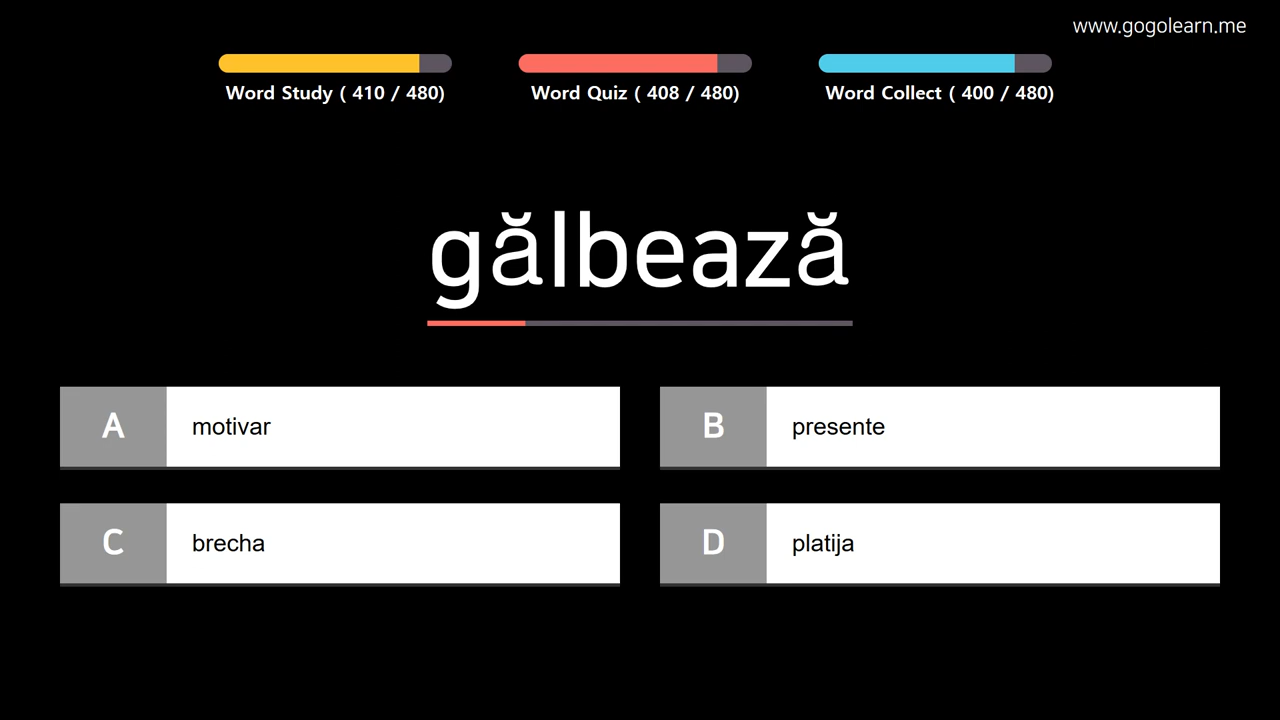 www.gogolearn.me
Word Study ( 410 / 480)
Word Quiz ( 408 / 480)
Word Collect ( 400 / 480)
gălbează
A motivar
B presente
C brecha
D platija